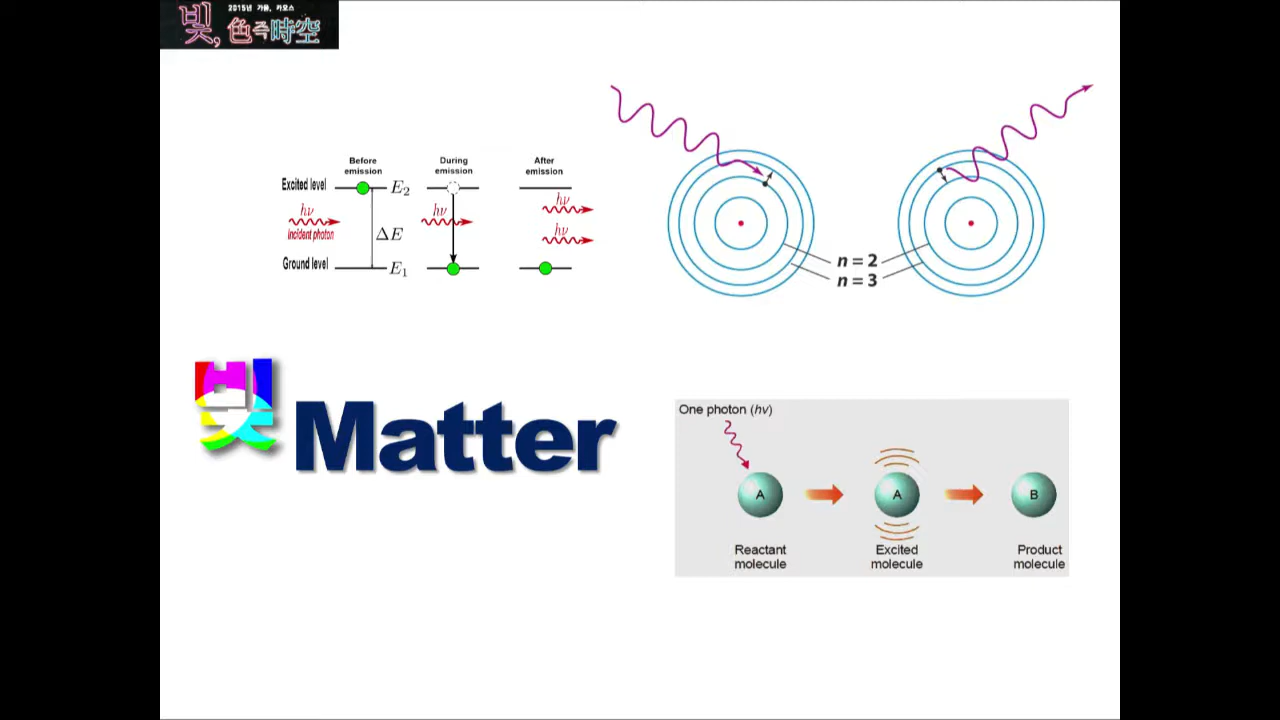 2015년 가을, 카오스
빛, 色즉時空
Before emission
During emission
After emission
Excited level
E₂
hν
Incident photon
ΔE
hν
hν
hν
Ground level
E₁
n = 2
n = 3
빛 Matter
One photon (hν)
A
A
B
Reactant molecule
Excited molecule
Product molecule